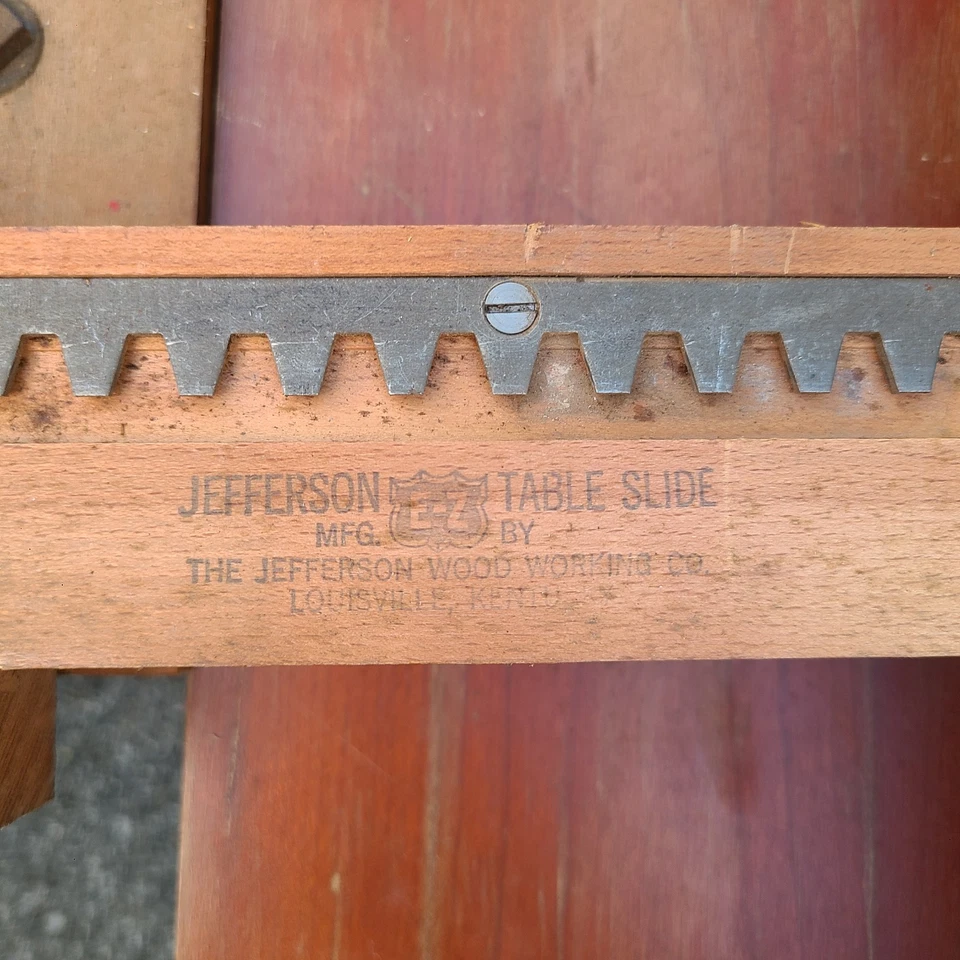 JEFFERSON E-Z TABLE SLIDE
MFG. BY
THE JEFFERSON WOOD WORKING CO.
LOUISVILLE,